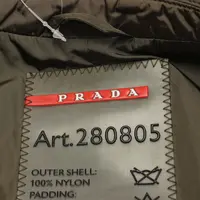 PRADA
Art.280805
OUTER SHELL:
100% NYLON
PADDING: